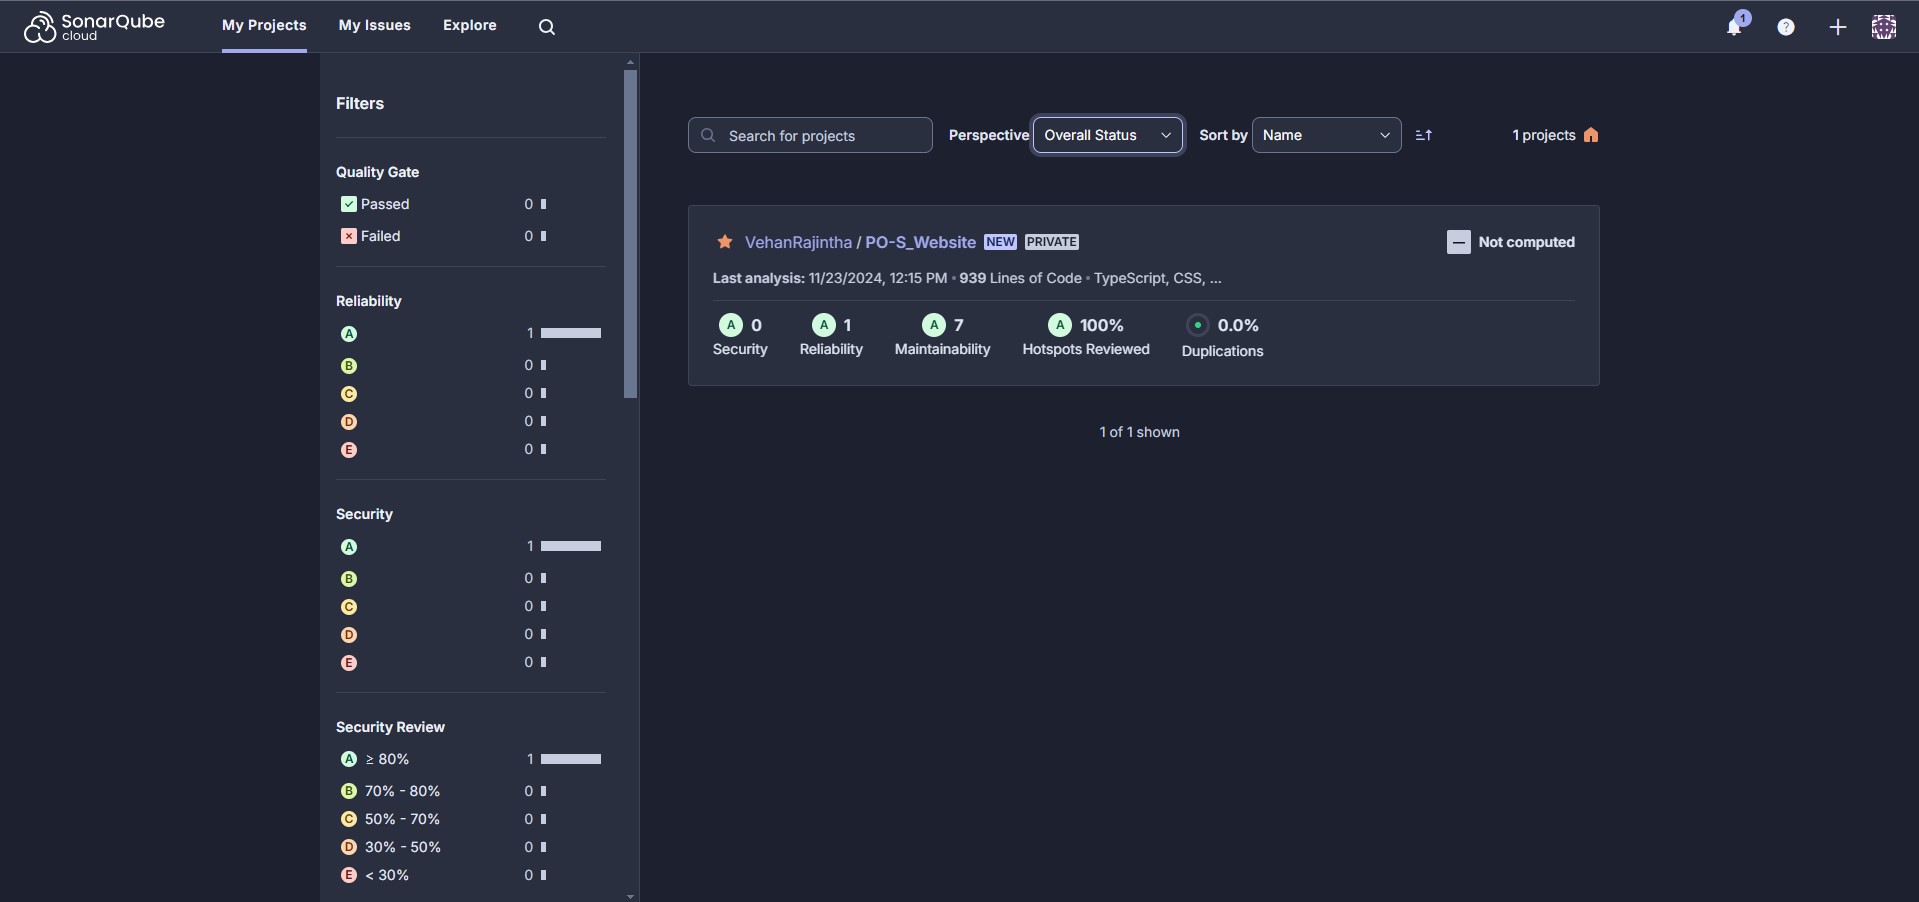 SonarQube
cloud
My Projects
My Issues
Explore
1
?
Filters
Quality Gate
Passed 0
Failed 0
Reliability
A 1
B 0
C 0
D 0
E 0
Security
A 1
B 0
C 0
D 0
E 0
Security Review
A ≥ 80% 1
B 70% - 80% 0
C 50% - 70% 0
D 30% - 50% 0
E < 30% 0
Search for projects
Perspective Overall Status
Sort by Name
1 projects
VehanRajintha / PO-S_Website NEW PRIVATE
Not computed
Last analysis: 11/23/2024, 12:15 PM • 939 Lines of Code • TypeScript, CSS, ...
A 0
Security
A 1
Reliability
A 7
Maintainability
A 100%
Hotspots Reviewed
0.0%
Duplications
1 of 1 shown